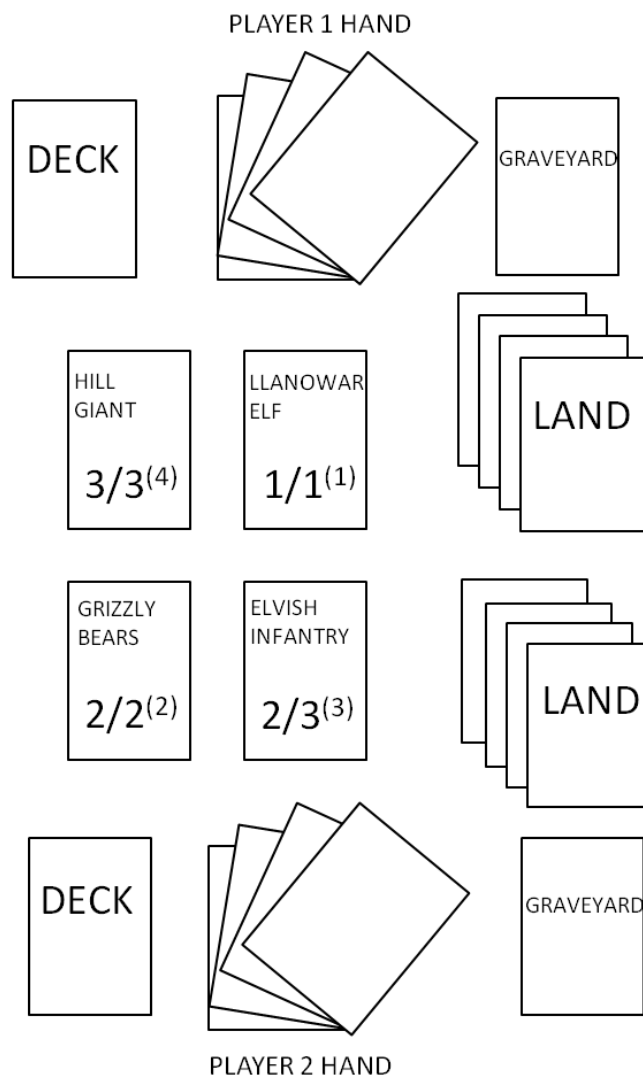 PLAYER 1 HAND
DECK
GRAVEYARD
HILL
GIANT
3/3(4)
LLANOWAR
ELF
1/1(1)
LAND
GRIZZLY
BEARS
2/2(2)
ELVISH
INFANTRY
2/3(3)
LAND
DECK
GRAVEYARD
PLAYER 2 HAND